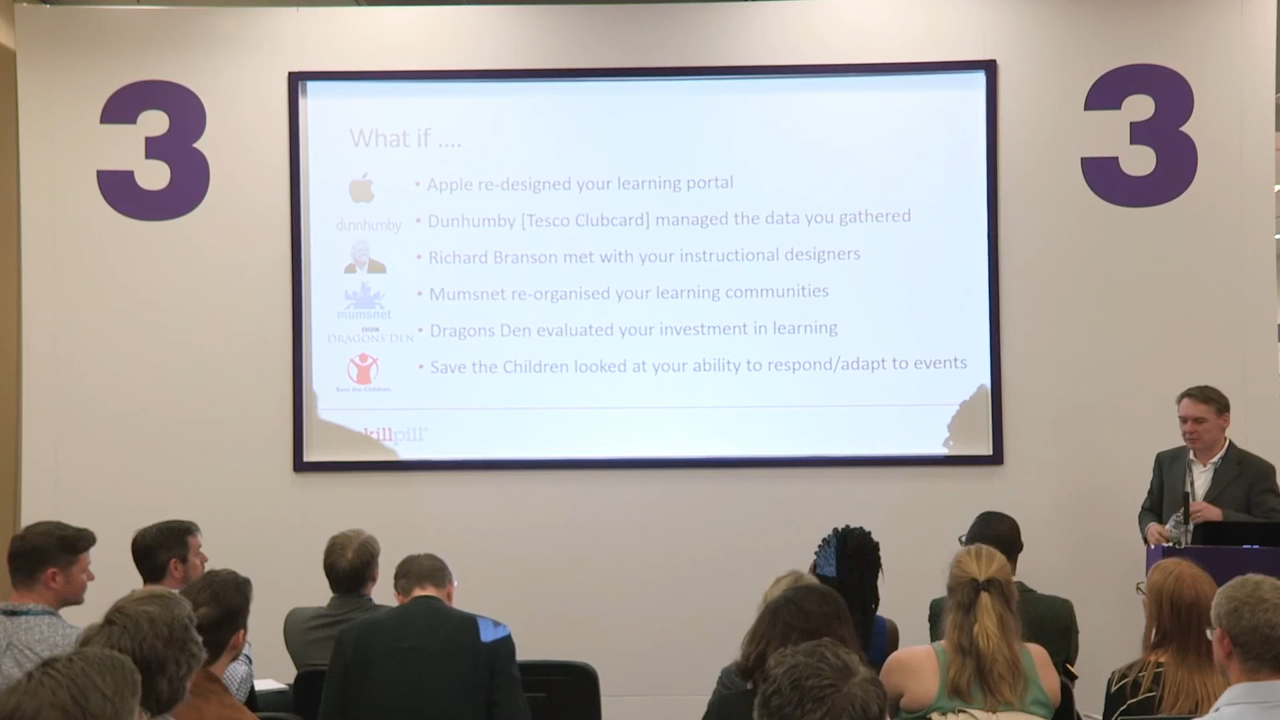 3
3
What if ....
• Apple re-designed your learning portal
dunnhumby
• Dunhumby [Tesco Clubcard] managed the data you gathered
• Richard Branson met with your instructional designers
mumsnet
• Mumsnet re-organised your learning communities
BBC
DRAGONS' DEN
• Dragons Den evaluated your investment in learning
Save the Children
• Save the Children looked at your ability to respond/adapt to events
skillpill